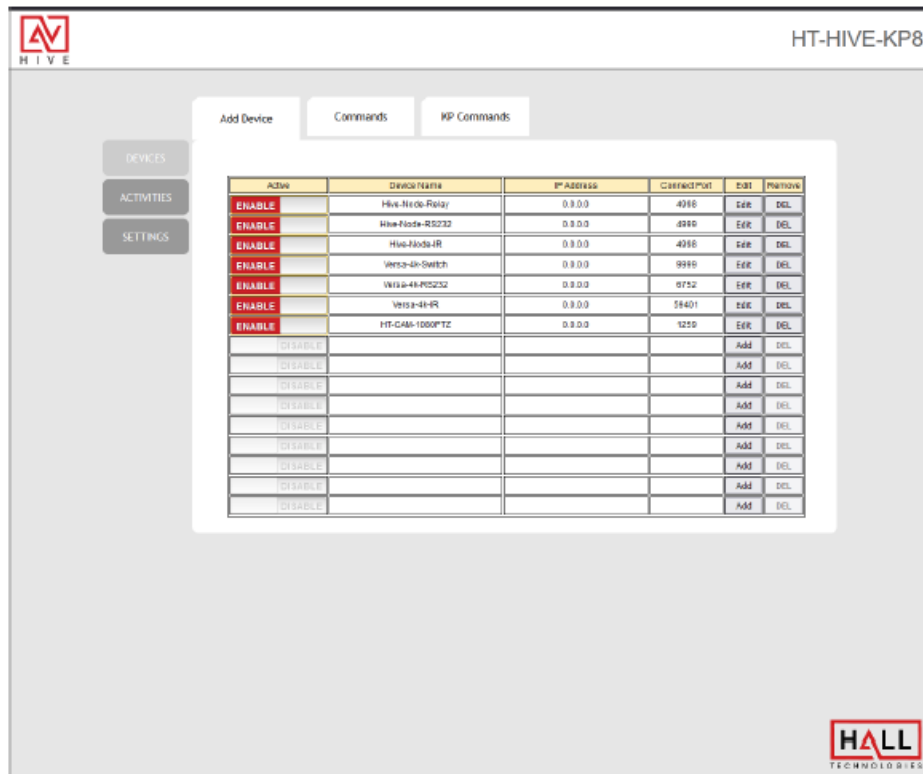 AV
HIVE
HT-HIVE-KP8
Add Device Commands KP Commands
DEVICES
ACTIVITIES
SETTINGS
Active Device Name IP Address Connect Port Edit Remove
ENABLE Hive-Node-Relay 0.0.0.0 4998 Edit DEL
ENABLE Hive-Node-RS232 0.0.0.0 4999 Edit DEL
ENABLE Hive-Node-IR 0.0.0.0 4998 Edit DEL
ENABLE Versa-4k-Switch 0.0.0.0 9999 Edit DEL
ENABLE Versa-4k-RS232 0.0.0.0 6752 Edit DEL
ENABLE Versa-4k-IR 0.0.0.0 59401 Edit DEL
ENABLE HT-CAM-1080PTZ 0.0.0.0 1259 Edit DEL
DISABLE Add DEL
DISABLE Add DEL
DISABLE Add DEL
DISABLE Add DEL
DISABLE Add DEL
DISABLE Add DEL
DISABLE Add DEL
DISABLE Add DEL
DISABLE Add DEL
HALL
TECHNOLOGIES